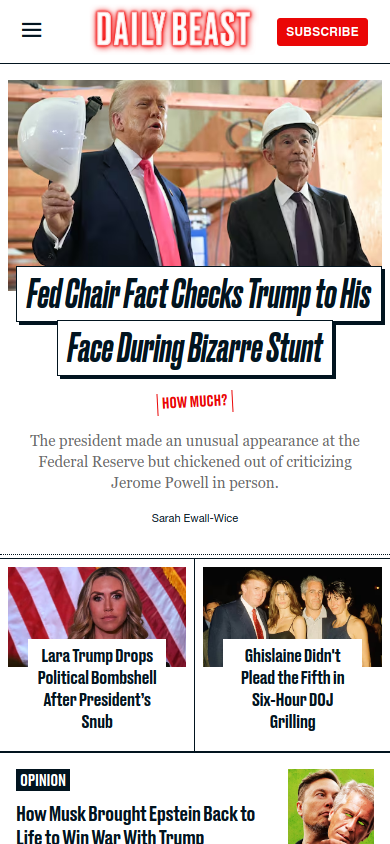 DAILY BEAST
SUBSCRIBE
Fed Chair Fact Checks Trump to His
Face During Bizarre Stunt
HOW MUCH?
The president made an unusual appearance at the
Federal Reserve but chickened out of criticizing
Jerome Powell in person.
Sarah Ewall-Wice
Lara Trump Drops
Political Bombshell
After President’s
Snub
Ghislaine Didn't
Plead the Fifth in
Six-Hour DOJ
Grilling
OPINION
How Musk Brought Epstein Back to
Life to Win War With Trump